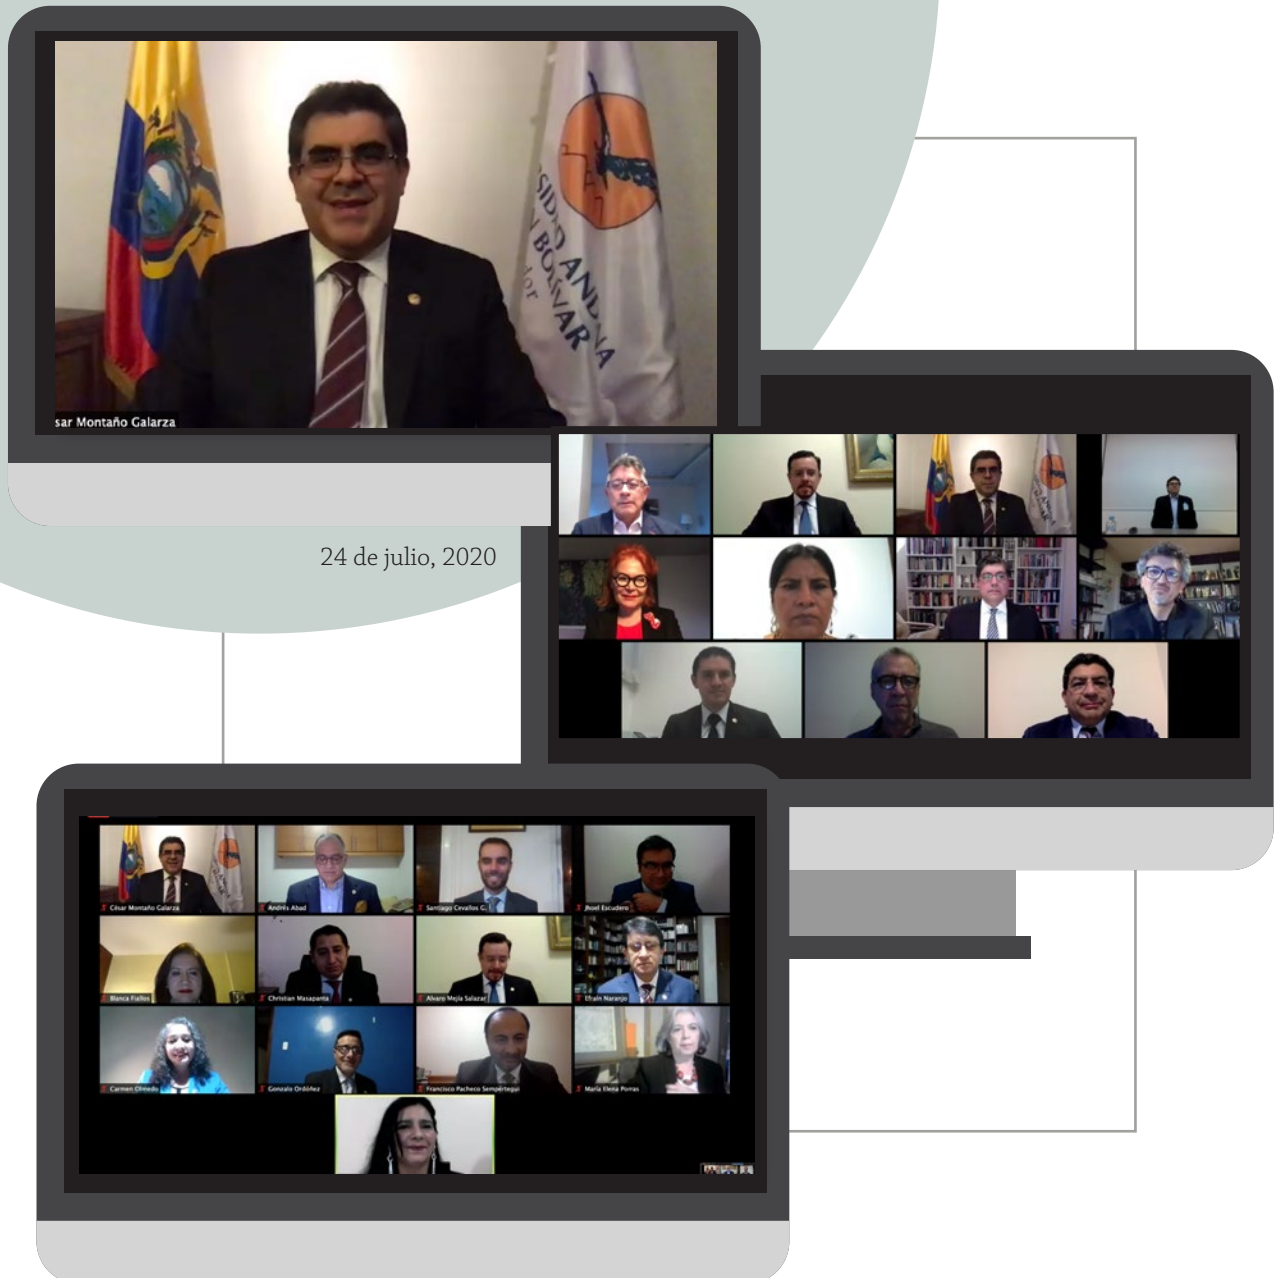 SIDAD ANDINA
N BOLÍVAR
dor
sar Montaño Galarza
24 de julio, 2020
César Montaño Galarza
Andrés Abad
Santiago Cevallos G.
Jhoel Escudero
Blanca Fiallos
Christian Masapanta
Alvaro Mejía Salazar
Efraín Naranjo
Carmen Olmedo
Gonzalo Ordóñez
Francisco Pacheco Sempértegui
María Elena Porras